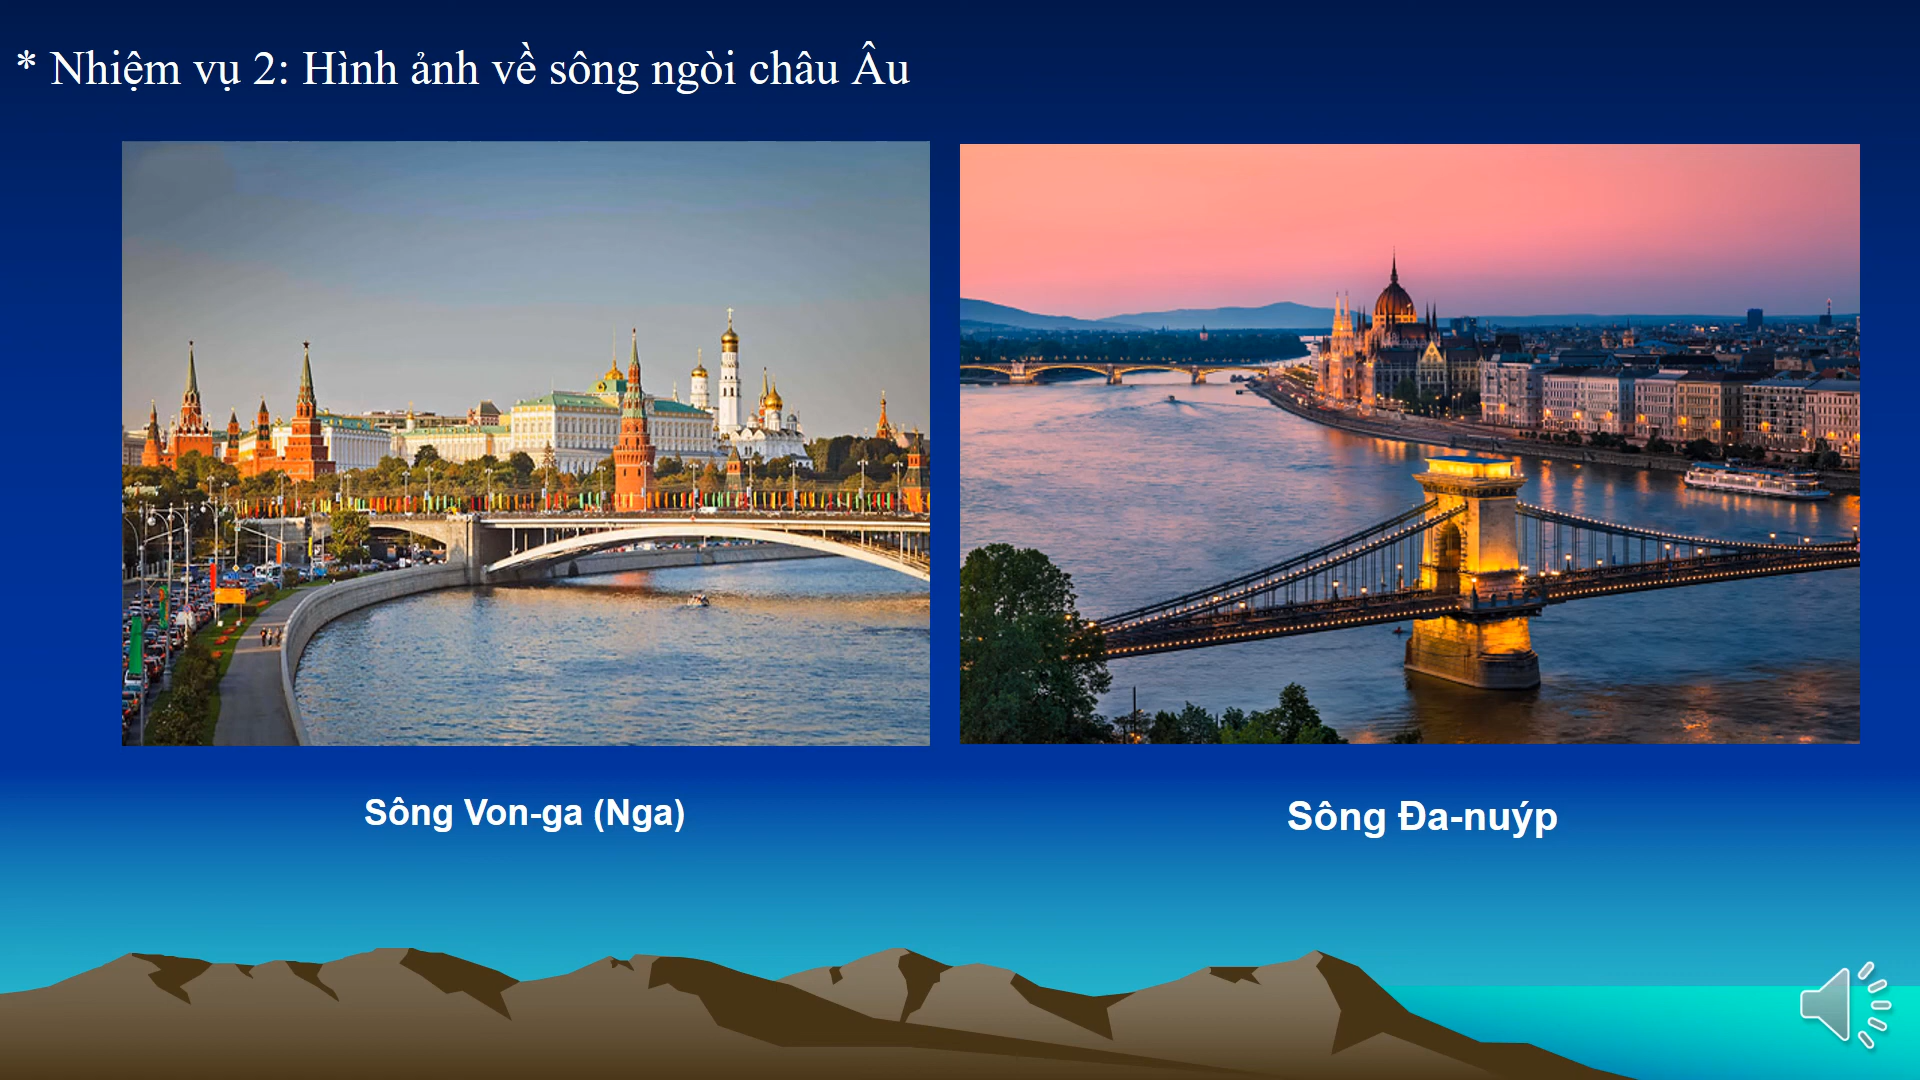 * Nhiệm vụ 2: Hình ảnh về sông ngòi châu Âu
Sông Von-ga (Nga)
Sông Đa-nuýp